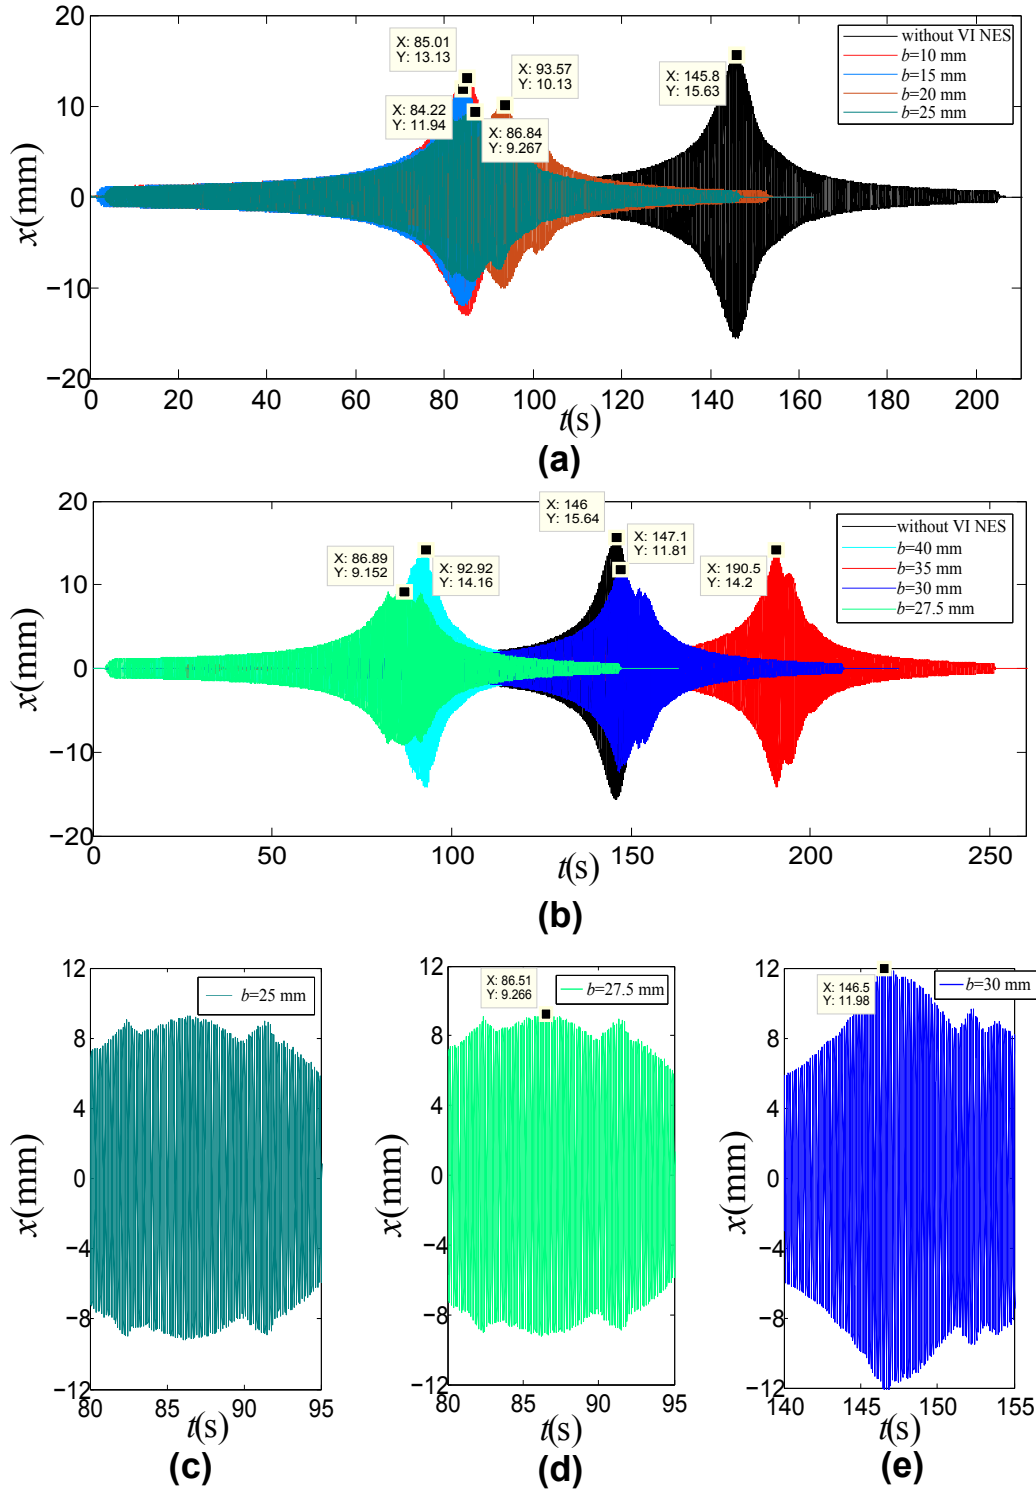 20
10
0
−10
−20
x(mm)
X: 85.01
Y: 13.13
X: 84.22
Y: 11.94
X: 93.57
Y: 10.13
X: 86.84
Y: 9.267
X: 145.8
Y: 15.63
without VI NES
b=10 mm
b=15 mm
b=20 mm
b=25 mm
0 20 40 60 80 100 120 140 160 180 200
t(s)
(a)
20
10
0
−10
−20
x(mm)
X: 86.89
Y: 9.152
X: 92.92
Y: 14.16
X: 146
Y: 15.64
X: 147.1
Y: 11.81
X: 190.5
Y: 14.2
without VI NES
b=40 mm
b=35 mm
b=30 mm
b=27.5 mm
0 50 100 150 200 250
t(s)
(b)
12
8
4
0
−4
−8
−12
x(mm)
b=25 mm
80 85 90 95
t(s)
(c)
12
8
4
0
−4
−8
−12
x(mm)
X: 86.51
Y: 9.266
b=27.5 mm
80 85 90 95
t(s)
(d)
12
8
4
0
−4
−8
−12
x(mm)
X: 146.5
Y: 11.98
b=30 mm
140 145 150 155
t(s)
(e)